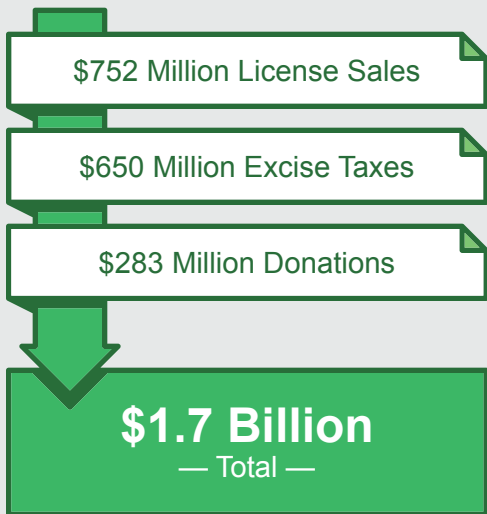 $752 Million License Sales
$650 Million Excise Taxes
$283 Million Donations
$1.7 Billion
— Total —